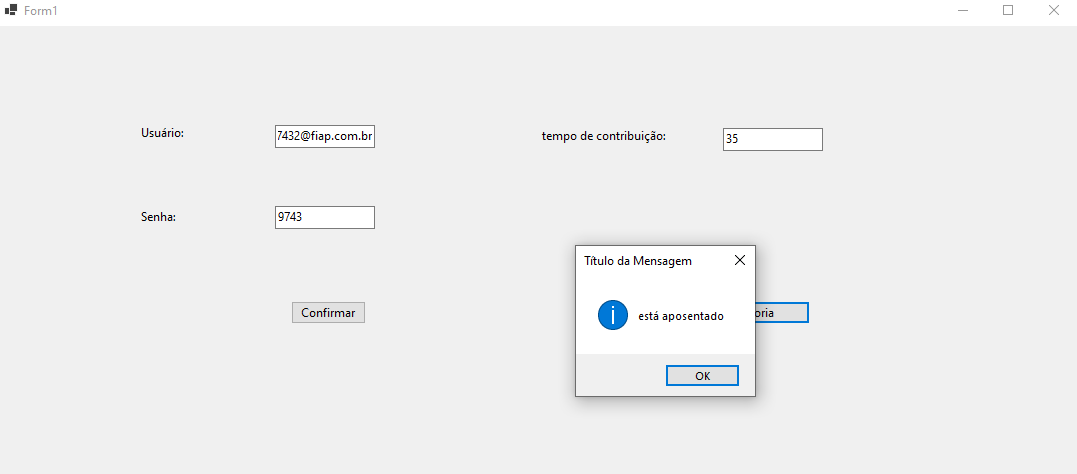 Form1
Usuário:
7432@fiap.com.br
tempo de contribuição:
35
Senha:
9743
Título da Mensagem
está aposentado
OK
Confirmar
oria